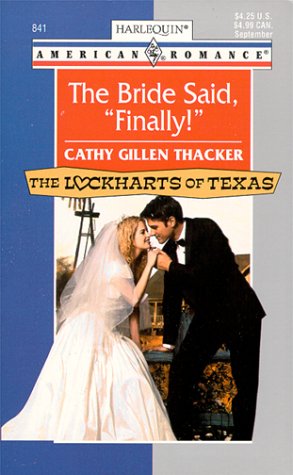 841
HARLEQUIN®
AMERICAN ROMANCE®
$4.25 U.S.
$4.99 CAN.
September
The Bride Said,
"Finally!"
CATHY GILLEN THACKER
THE LOCKHARTS OF TEXAS